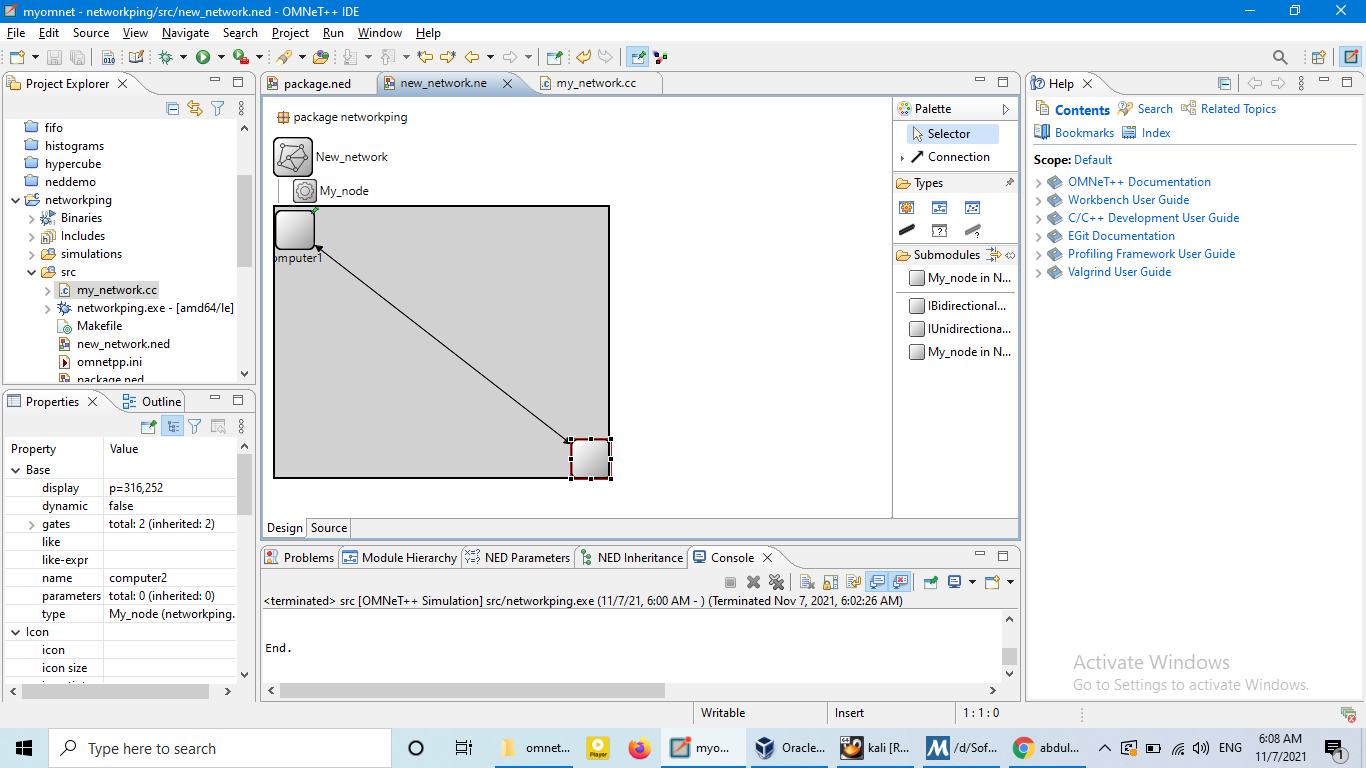 myomnet - networkping/src/new_network.ned - OMNeT++ IDE
File Edit Source View Navigate Search Project Run Window Help
Project Explorer
fifo
histograms
hypercube
neddemo
networkping
Binaries
Includes
simulations
src
my_network.cc
networkping.exe - [amd64/le]
Makefile
new_network.ned
omnetpp.ini
package.ned
Properties Outline
Property Value
Base
display p=316,252
dynamic false
gates total: 2 (inherited: 2)
like
like-expr
name computer2
parameters total: 0 (inherited: 0)
type My_node (networkping.
Icon
icon
icon size
package.ned new_network.ne my_network.cc
package networkping
New_network
My_node
omputer1
Design Source
Palette
Selector
Connection
Types
Submodules
My_node in N...
IBidirectional...
IUnidirectiona...
My_node in N...
Problems Module Hierarchy NED Parameters NED Inheritance Console
<terminated> src [OMNeT++ Simulation] src/networkping.exe (11/7/21, 6:00 AM - ) (Terminated Nov 7, 2021, 6:02:26 AM)
End.
Help
Contents Search Related Topics
Bookmarks Index
Scope: Default
OMNeT++ Documentation
Workbench User Guide
C/C++ Development User Guide
EGit Documentation
Profiling Framework User Guide
Valgrind User Guide
Activate Windows
Go to Settings to activate Windows.
Writable Insert 1 : 1 : 0
Type here to search
omnet... Player myo... Oracle... kali [R... /d/Sof... abdul...
ENG
6:08 AM
11/7/2021
1